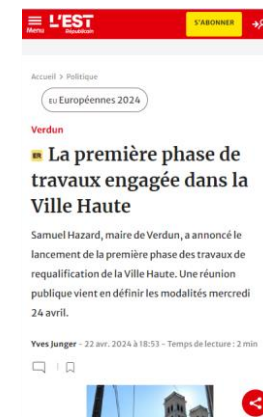 Menu
L'EST
Républicain
S'ABONNER
Accueil > Politique
EU Européennes 2024
Verdun
ER La première phase de
travaux engagée dans la
Ville Haute
Samuel Hazard, maire de Verdun, a annoncé le
lancement de la première phase des travaux de
requalification de la Ville Haute. Une réunion
publique vient en définir les modalités mercredi
24 avril.
Yves Junger - 22 avr. 2024 à 18:53 - Temps de lecture : 2 min